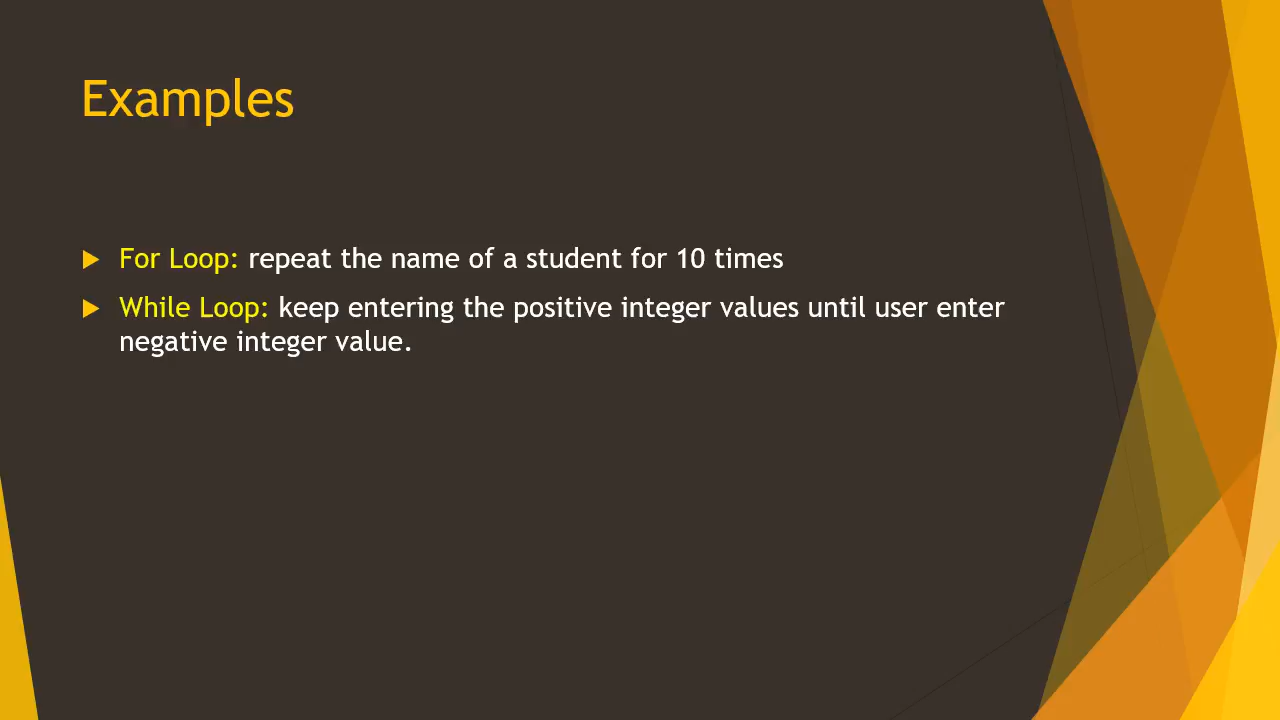 Examples
For Loop: repeat the name of a student for 10 times
While Loop: keep entering the positive integer values until user enter
negative integer value.